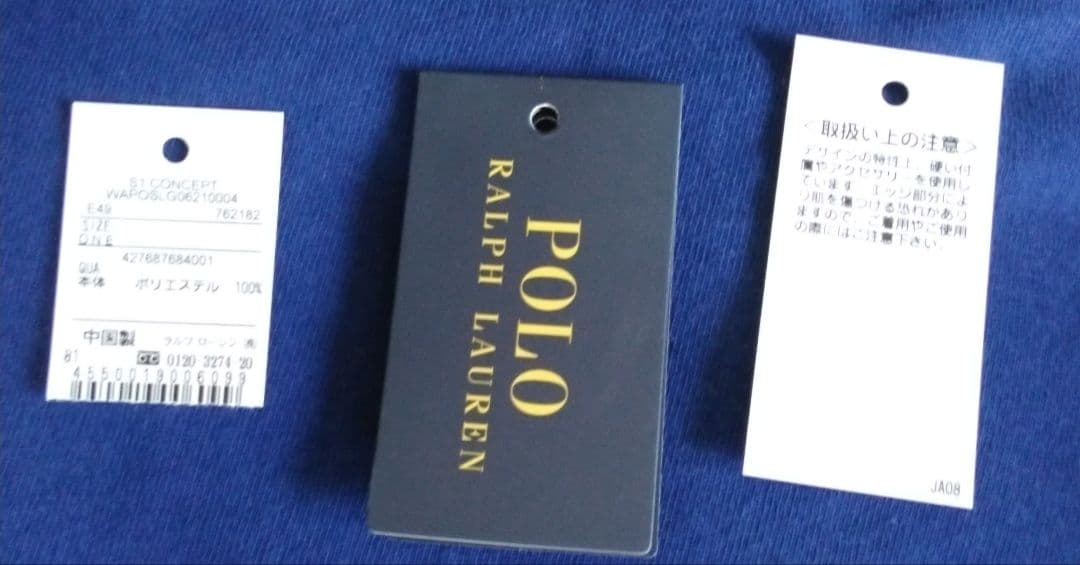 S1 CONCEPT
WAPOSLG06210004
E49 762182
SIZE
ONE
427687684001
QUA
本体 ポリエステル 100%
中国製 ラルフ ローレン ㈱
81 0120-3274-20
4550019006099
POLO
RALPH LAUREN
<取扱い上の注意>
デザインの特性上、硬い付
属やアクセサリーを使用し
ています。エッジ部分によ
り肌を傷つける恐れがあり
ますので、ご着用やご使用
の際にはご注意下さい。
JA08